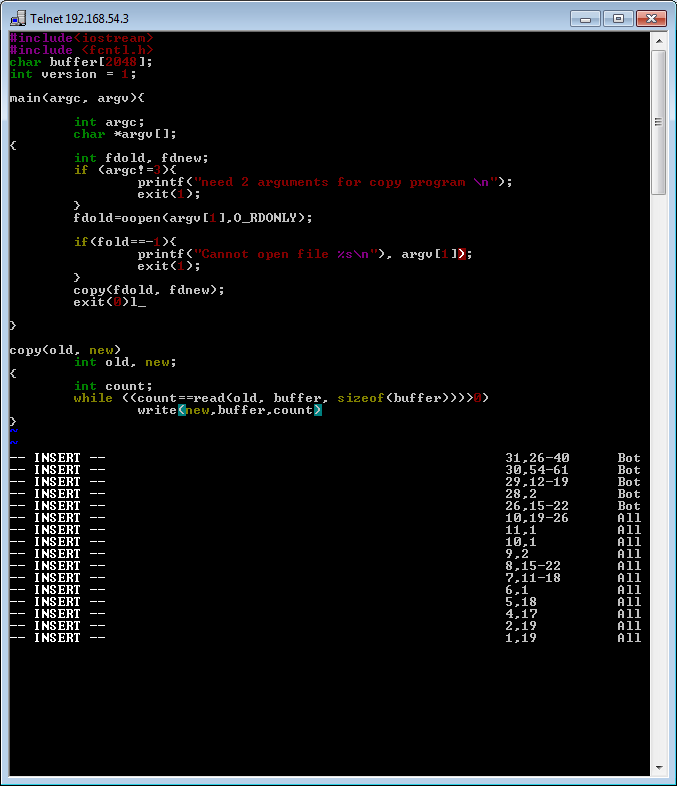 Telnet 192.168.54.3
#include<iostream>
#include <fcntl.h>
char buffer[2048];
int version = 1;
main(argc, argv){
int argc;
char *argv[];
{
int fdold, fdnew;
if (argc!=3){
printf("need 2 arguments for copy program \n");
exit(1);
}
fdold=oopen(argv[1],O_RDONLY);
if(fold==-1){
printf("Cannot open file %s\n"), argv[1]);
exit(1);
}
copy(fdold, fdnew);
exit(0)l_
}
copy(old, new)
int old, new;
{
int count;
while ((count==read(old, buffer, sizeof(buffer))))>0)
write(new,buffer,count)
}
~
~
-- INSERT -- 31,26-40 Bot
-- INSERT -- 30,54-61 Bot
-- INSERT -- 29,12-19 Bot
-- INSERT -- 28,2 Bot
-- INSERT -- 26,15-22 Bot
-- INSERT -- 10,19-26 All
-- INSERT -- 11,1 All
-- INSERT -- 10,1 All
-- INSERT -- 9,2 All
-- INSERT -- 8,15-22 All
-- INSERT -- 7,11-18 All
-- INSERT -- 6,1 All
-- INSERT -- 5,18 All
-- INSERT -- 4,17 All
-- INSERT -- 2,19 All
-- INSERT -- 1,19 All